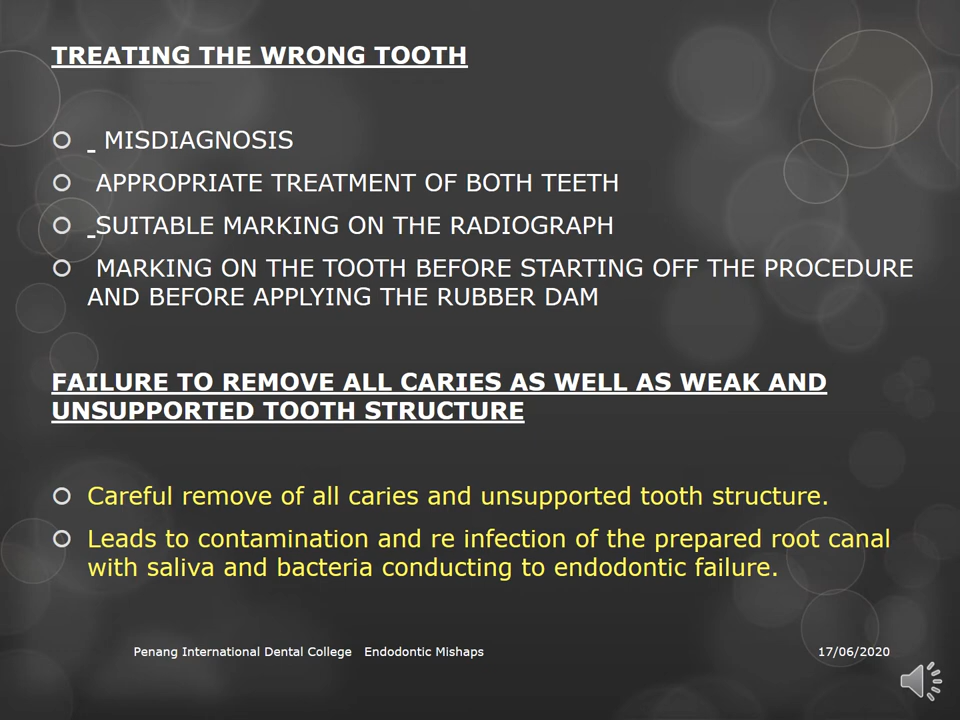 TREATING THE WRONG TOOTH
MISDIAGNOSIS
APPROPRIATE TREATMENT OF BOTH TEETH
SUITABLE MARKING ON THE RADIOGRAPH
MARKING ON THE TOOTH BEFORE STARTING OFF THE PROCEDURE
AND BEFORE APPLYING THE RUBBER DAM
FAILURE TO REMOVE ALL CARIES AS WELL AS WEAK AND
UNSUPPORTED TOOTH STRUCTURE
Careful remove of all caries and unsupported tooth structure.
Leads to contamination and re infection of the prepared root canal
with saliva and bacteria conducting to endodontic failure.
Penang International Dental College Endodontic Mishaps 17/06/2020